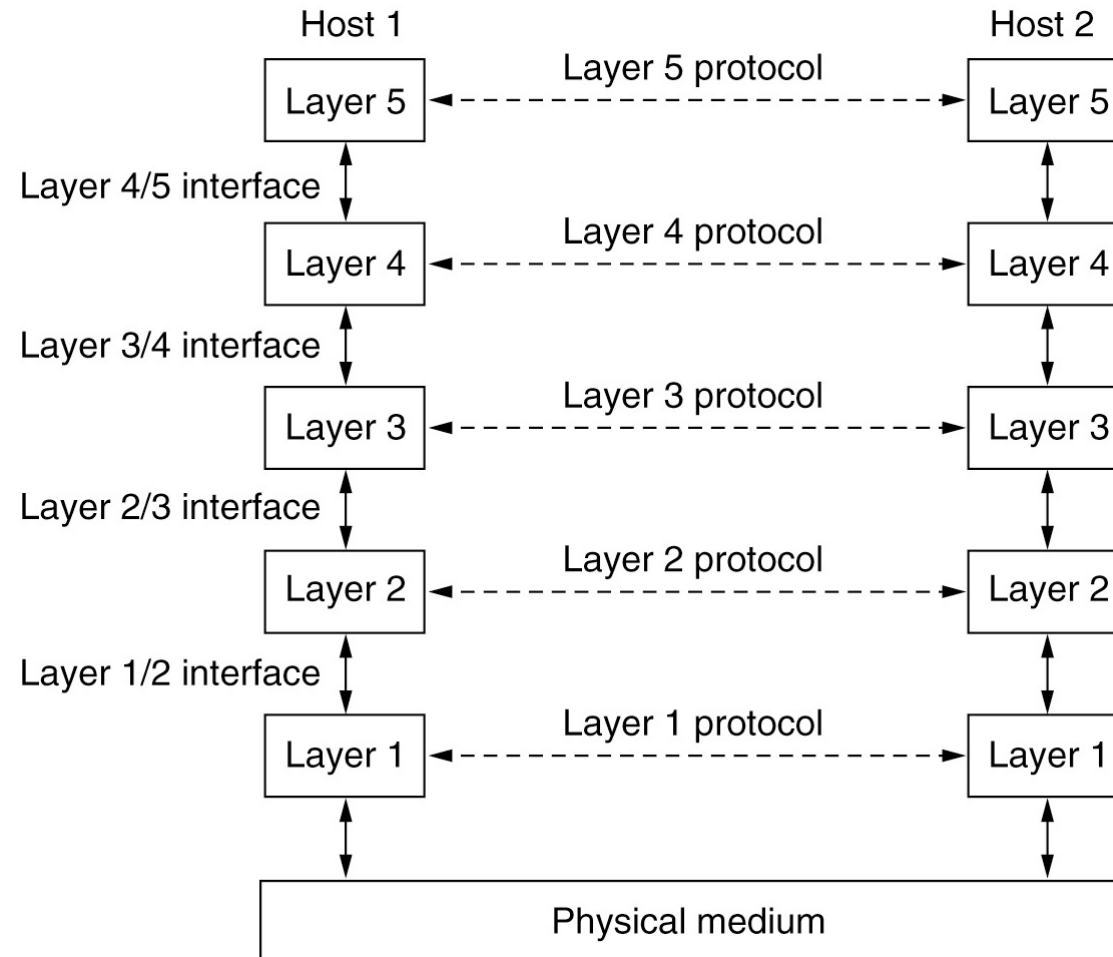 Host 1
Host 2
Layer 5 protocol
Layer 5
Layer 5
Layer 4/5 interface
Layer 4 protocol
Layer 4
Layer 4
Layer 3/4 interface
Layer 3 protocol
Layer 3
Layer 3
Layer 2/3 interface
Layer 2 protocol
Layer 2
Layer 2
Layer 1/2 interface
Layer 1 protocol
Layer 1
Layer 1
Physical medium